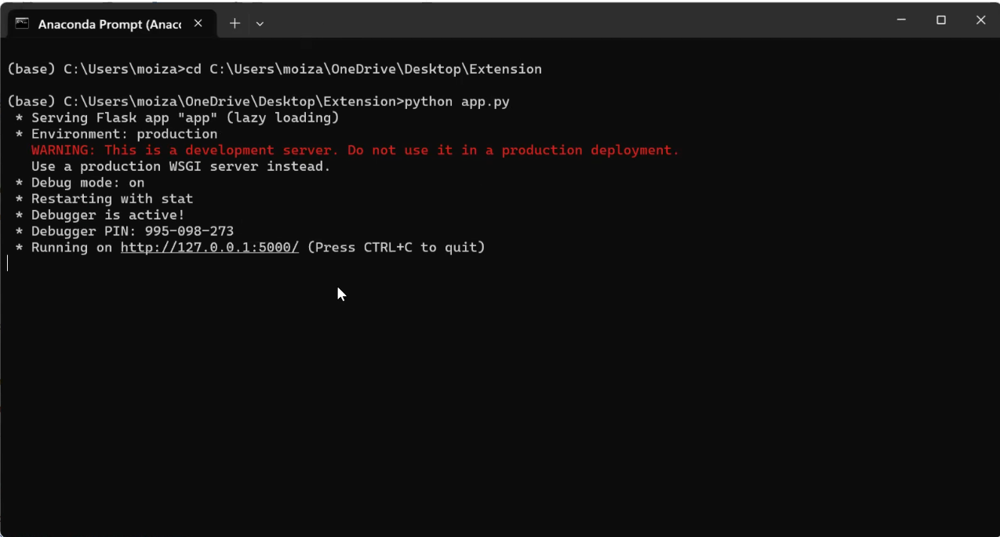 Anaconda Prompt (Anac
(base) C:\Users\moiza>cd C:\Users\moiza\OneDrive\Desktop\Extension
(base) C:\Users\moiza\OneDrive\Desktop\Extension>python app.py
* Serving Flask app "app" (lazy loading)
* Environment: production
WARNING: This is a development server. Do not use it in a production deployment.
Use a production WSGI server instead.
* Debug mode: on
* Restarting with stat
* Debugger is active!
* Debugger PIN: 995-098-273
* Running on http://127.0.0.1:5000/ (Press CTRL+C to quit)